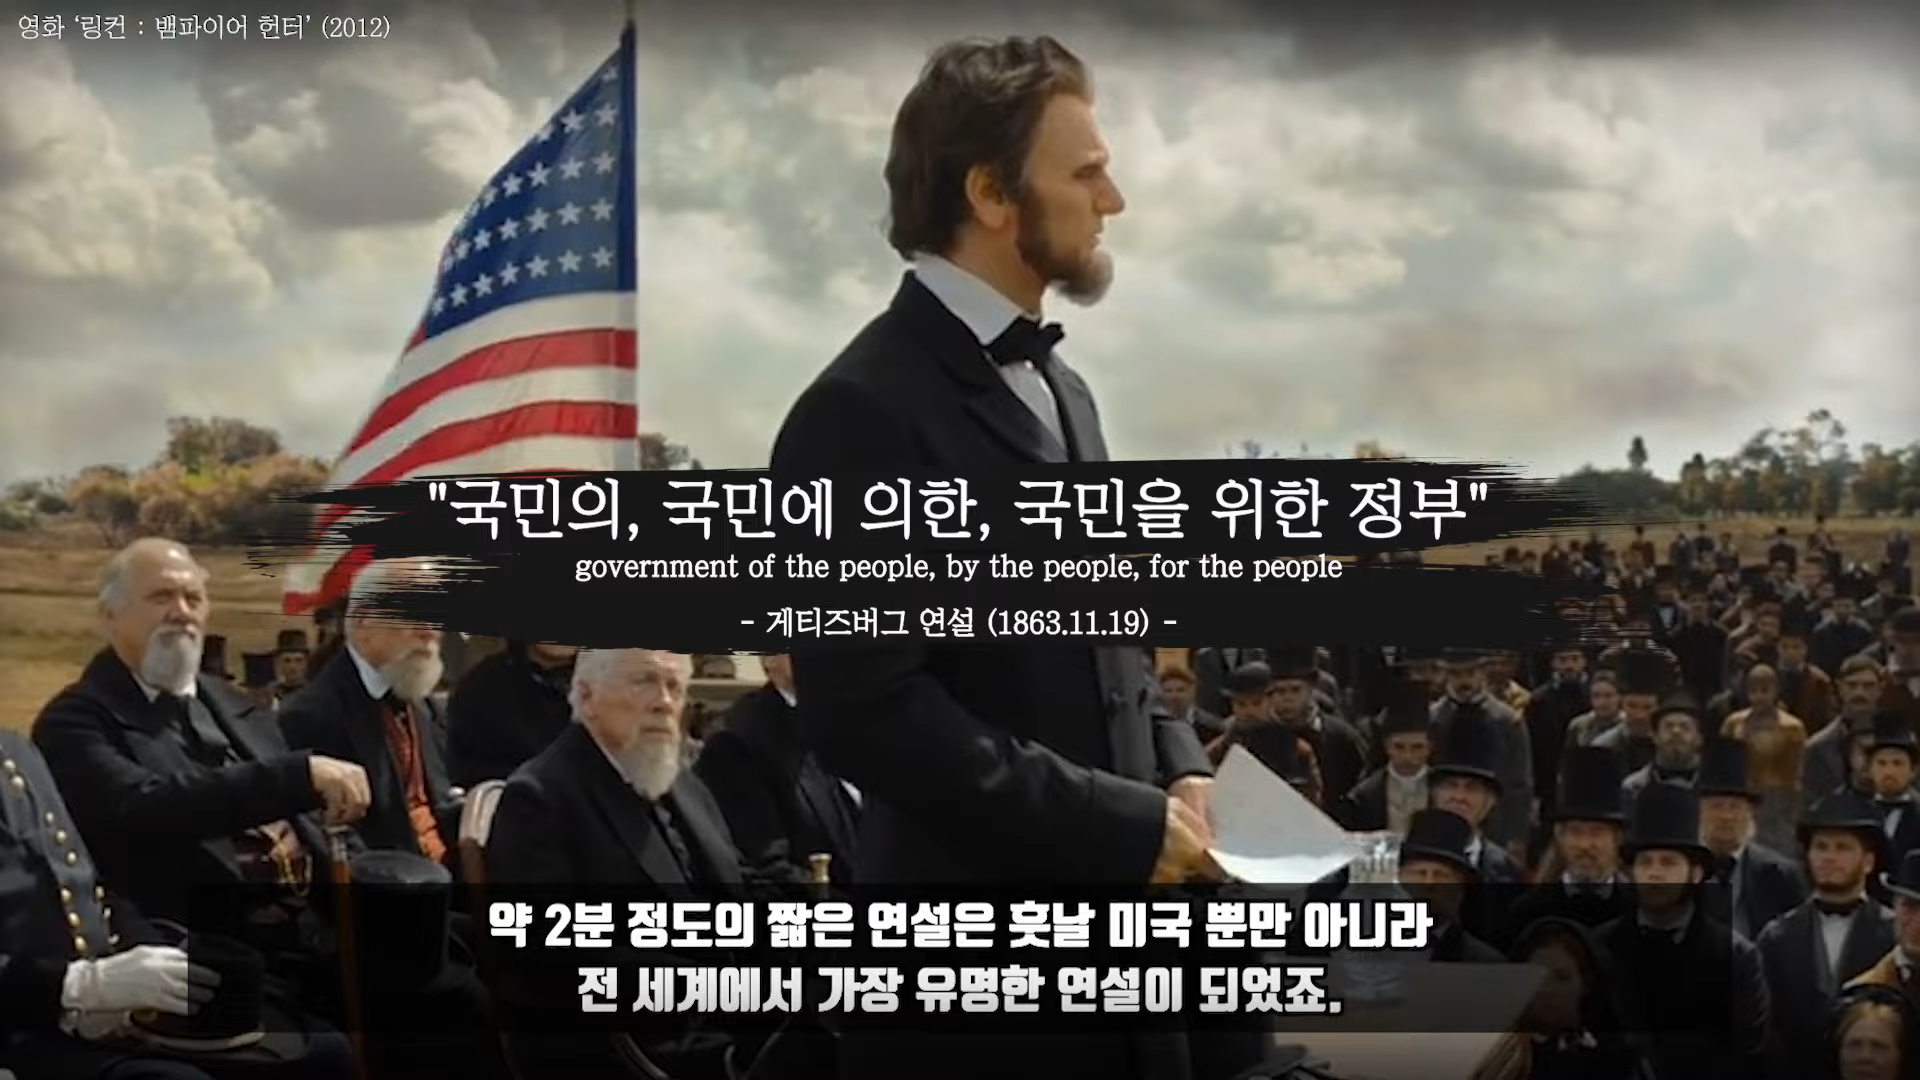 영화 ‘링컨 : 뱀파이어 헌터’ (2012)
"국민의, 국민에 의한, 국민을 위한 정부"
government of the people, by the people, for the people
- 게티즈버그 연설 (1863.11.19) -
약 2분 정도의 짧은 연설은 훗날 미국 뿐만 아니라
전 세계에서 가장 유명한 연설이 되었죠.